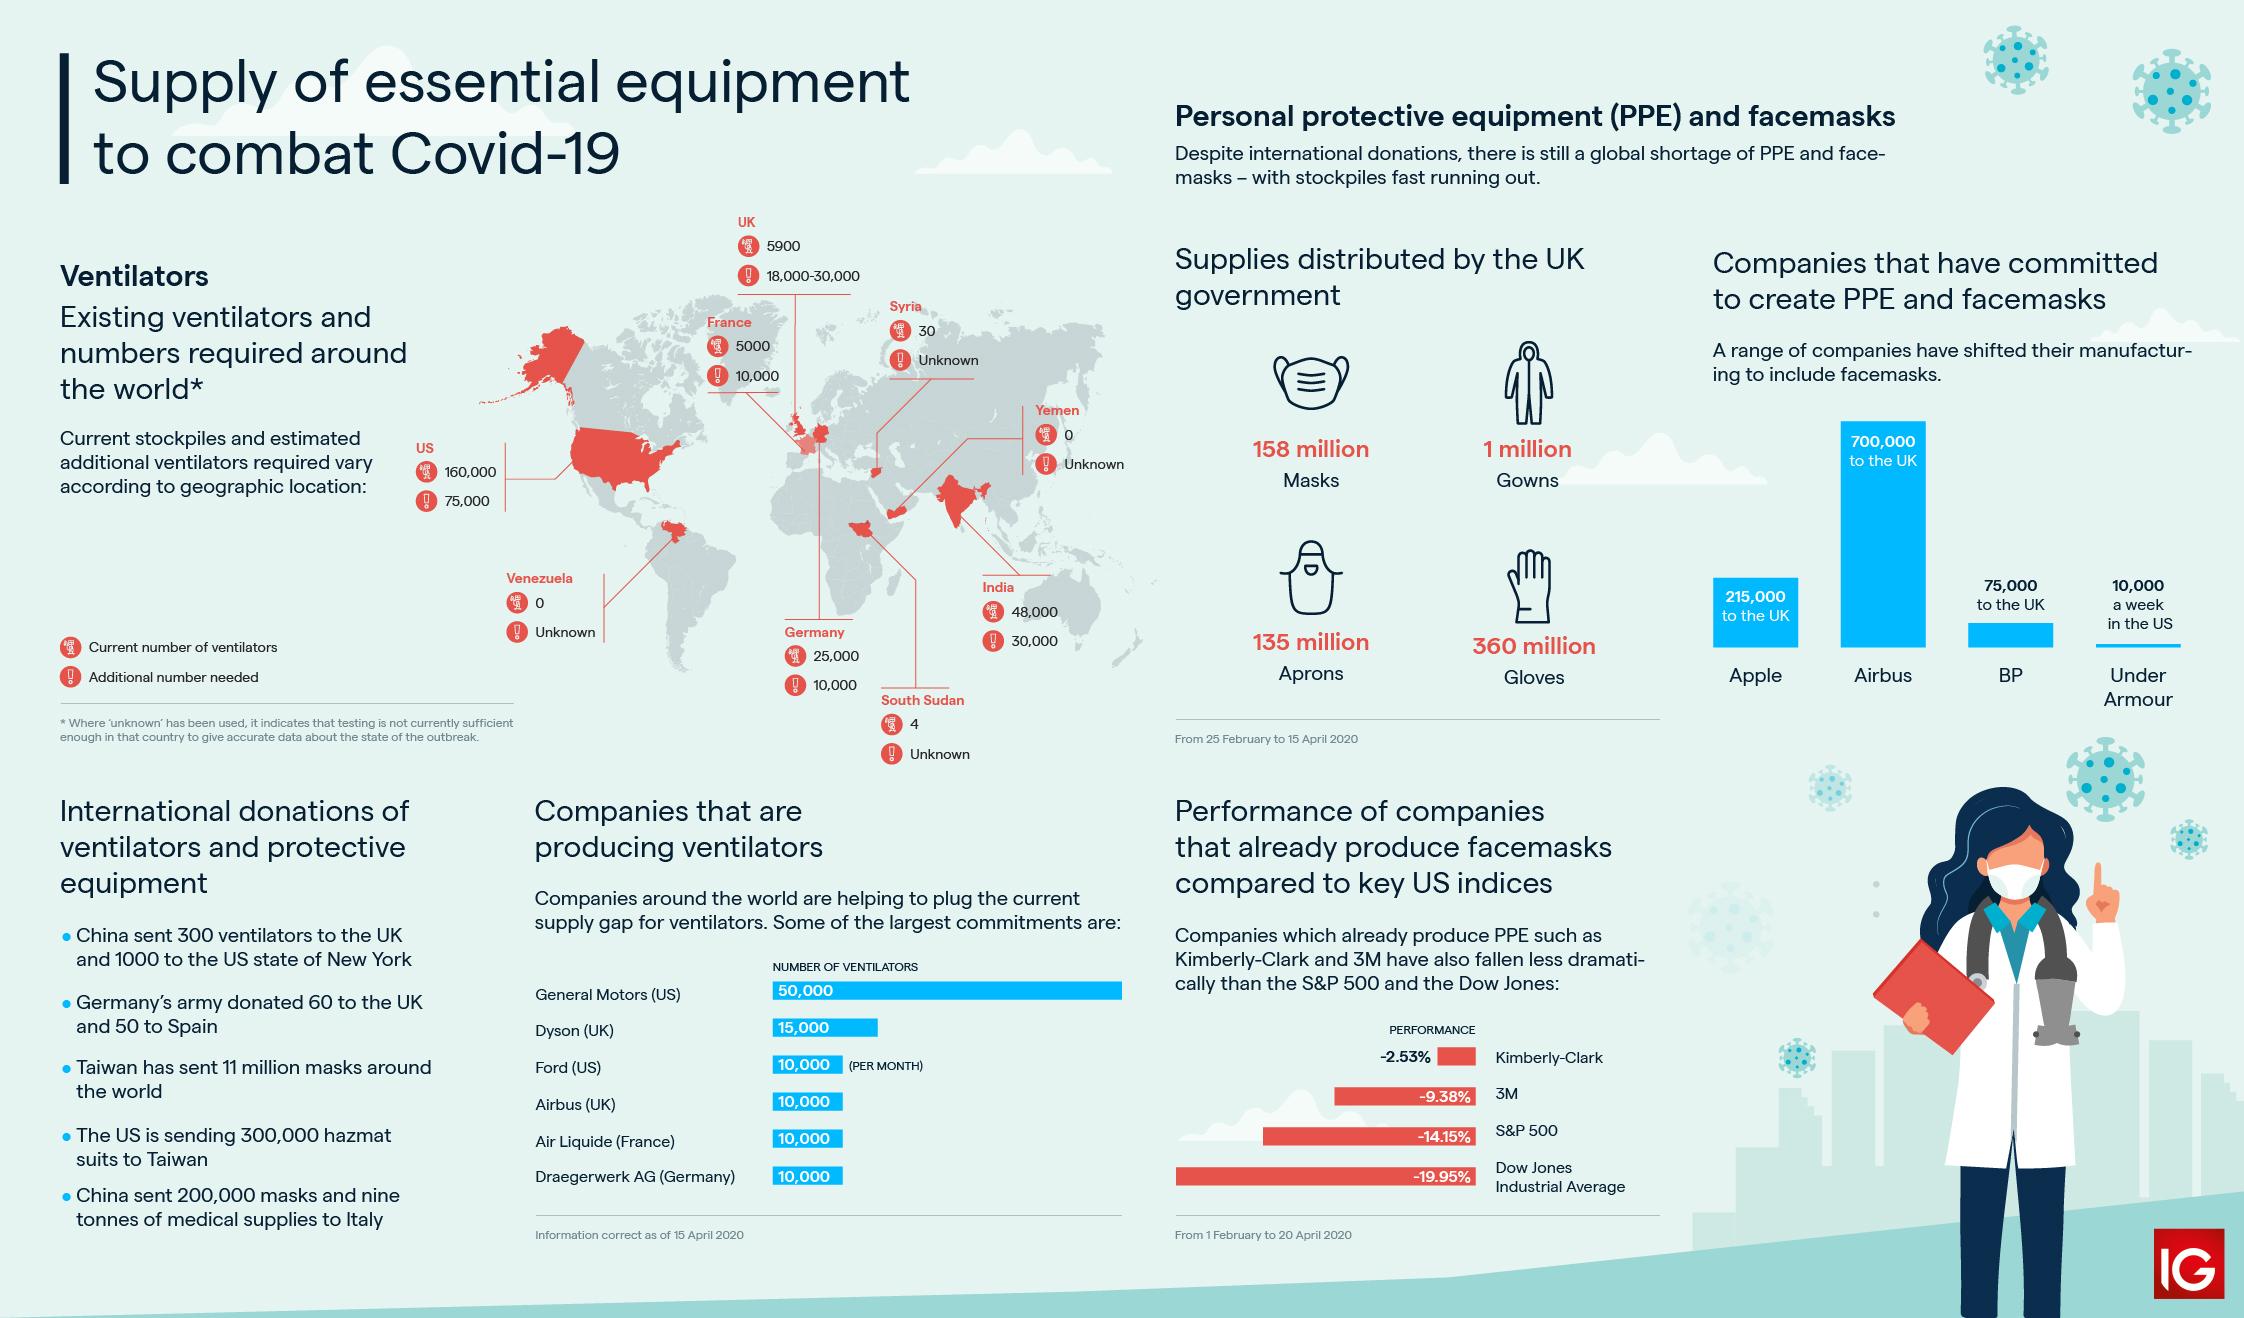 Supply of essential equipment
to combat Covid-19
Ventilators
Existing ventilators and
numbers required around
the world*
Current stockpiles and estimated
additional ventilators required vary
according to geographic location:
Current number of ventilators
Additional number needed
* Where ‘unknown’ has been used, it indicates that testing is not currently sufficient
enough in that country to give accurate data about the state of the outbreak.
UK
5900
18,000-30,000
France
5000
10,000
Syria
30
Unknown
Yemen
0
Unknown
US
160,000
75,000
Venezuela
0
Unknown
Germany
25,000
10,000
South Sudan
4
Unknown
India
48,000
30,000
Personal protective equipment (PPE) and facemasks
Despite international donations, there is still a global shortage of PPE and face-
masks – with stockpiles fast running out.
Supplies distributed by the UK
government
158 million
Masks
1 million
Gowns
135 million
Aprons
360 million
Gloves
From 25 February to 15 April 2020
Companies that have committed
to create PPE and facemasks
A range of companies have shifted their manufactur-
ing to include facemasks.
215,000
to the UK
Apple
700,000
to the UK
Airbus
75,000
to the UK
BP
10,000
a week
in the US
Under
Armour
International donations of
ventilators and protective
equipment
• China sent 300 ventilators to the UK
and 1000 to the US state of New York
• Germany’s army donated 60 to the UK
and 50 to Spain
• Taiwan has sent 11 million masks around
the world
• The US is sending 300,000 hazmat
suits to Taiwan
• China sent 200,000 masks and nine
tonnes of medical supplies to Italy
Companies that are
producing ventilators
Companies around the world are helping to plug the current
supply gap for ventilators. Some of the largest commitments are:
NUMBER OF VENTILATORS
General Motors (US) 50,000
Dyson (UK) 15,000
Ford (US) 10,000 (PER MONTH)
Airbus (UK) 10,000
Air Liquide (France) 10,000
Draegerwerk AG (Germany) 10,000
Information correct as of 15 April 2020
Performance of companies
that already produce facemasks
compared to key US indices
Companies which already produce PPE such as
Kimberly-Clark and 3M have also fallen less dramati-
cally than the S&P 500 and the Dow Jones:
PERFORMANCE
-2.53% Kimberly-Clark
-9.38% 3M
-14.15% S&P 500
-19.95% Dow Jones
Industrial Average
From 1 February to 20 April 2020
IG